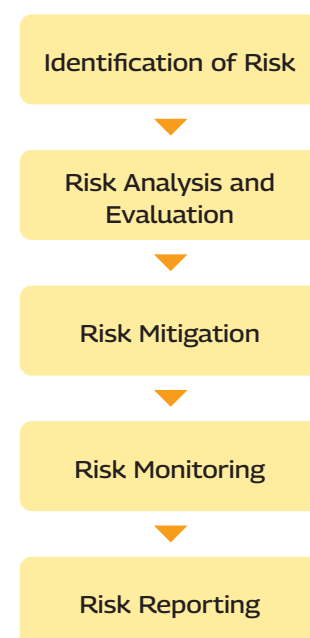 Identification of Risk
Risk Analysis and
Evaluation
Risk Mitigation
Risk Monitoring
Risk Reporting